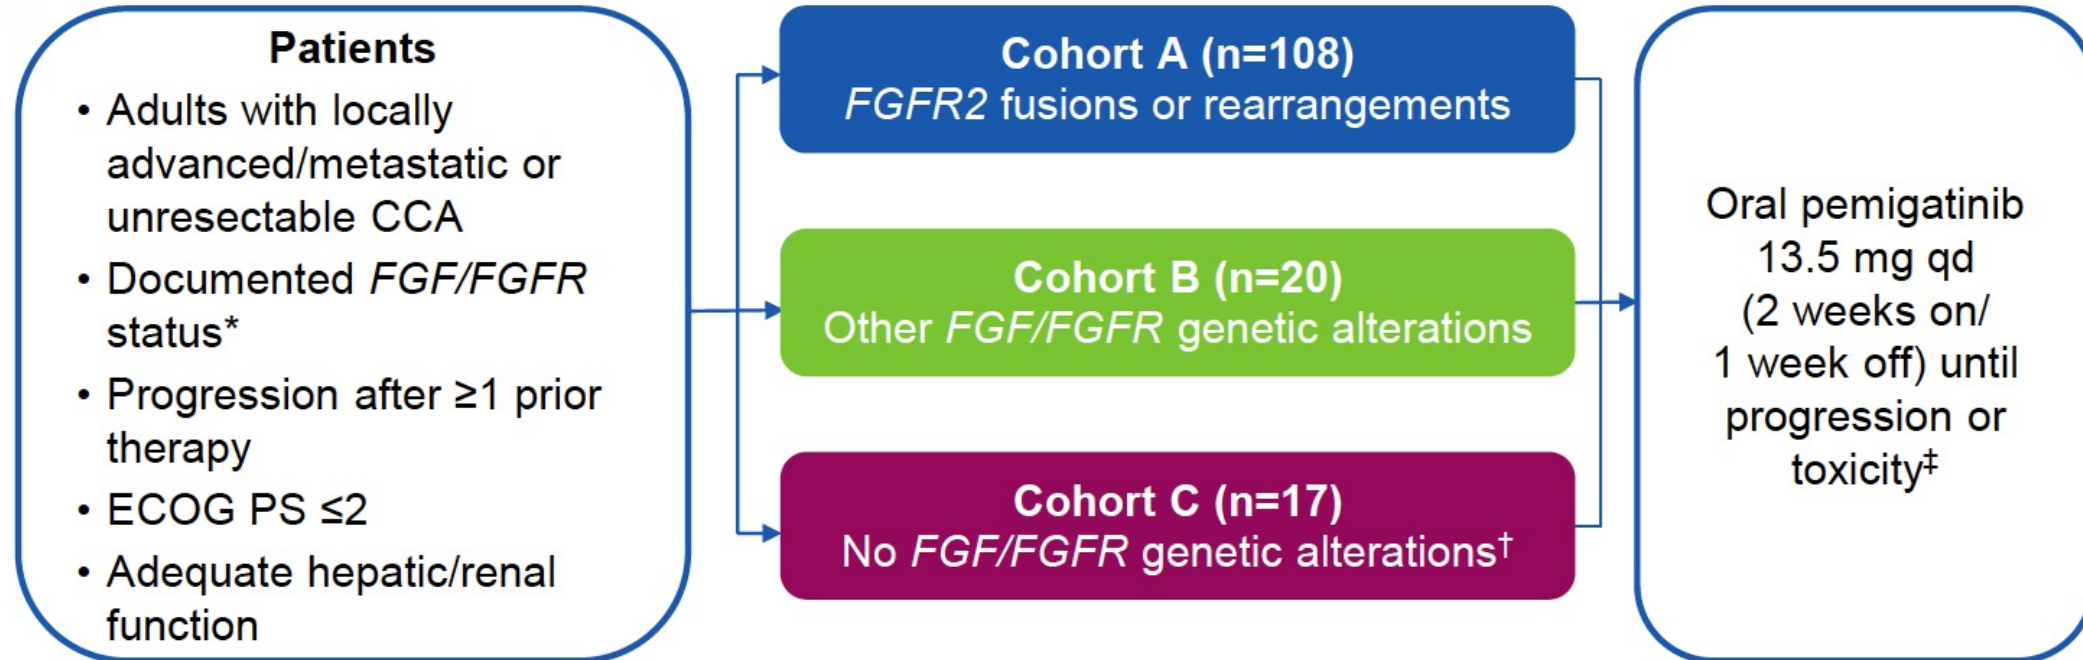 Patients
• Adults with locally
advanced/metastatic or
unresectable CCA
• Documented FGF/FGFR
status*
• Progression after ≥1 prior
therapy
• ECOG PS ≤2
• Adequate hepatic/renal
function
Cohort A (n=108)
FGFR2 fusions or rearrangements
Cohort B (n=20)
Other FGF/FGFR genetic alterations
Cohort C (n=17)
No FGF/FGFR genetic alterations†
Oral pemigatinib
13.5 mg qd
(2 weeks on/
1 week off) until
progression or
toxicity‡